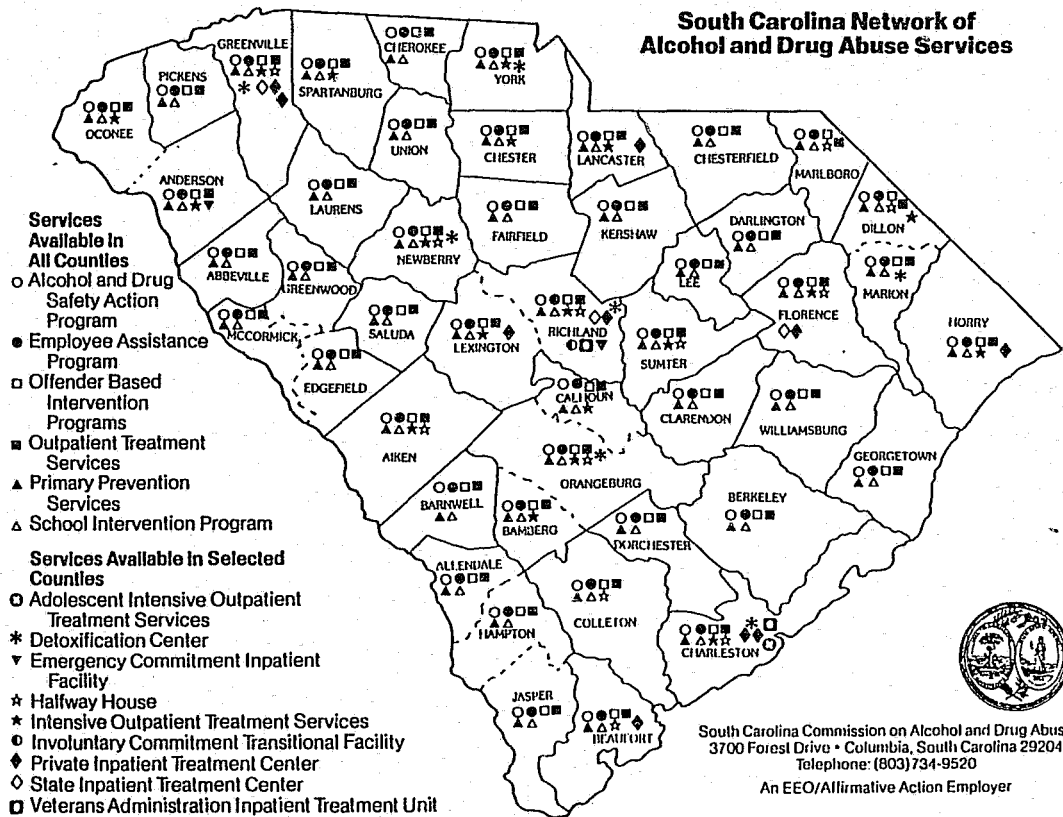 South Carolina Network of
Alcohol and Drug Abuse Services
GREENVILLE
CHEROKEE
PICKENS
SPARTANBURG
YORK
OCONEE
UNION
CHESTER
LANCASTER
CHESTERFIELD
MARLBORO
ANDERSON
LAURENS
NEWBERRY
FAIRFIELD
KERSHAW
DARLINGTON
DILLON
ABBEVILLE
GREENWOOD
LEE
MARION
MCCORMICK
SALUDA
LEXINGTON
RICHLAND
FLORENCE
HORRY
EDGEFIELD
SUMTER
CALHOUN
CLARENDON
WILLIAMSBURG
AIKEN
ORANGEBURG
GEORGETOWN
BARNWELL
BAMBERG
BERKELEY
DORCHESTER
ALLENDALE
HAMPTON
COLLETON
CHARLESTON
JASPER
BEAUFORT
Services
Available In
All Counties
Alcohol and Drug
Safety Action
Program
Employee Assistance
Program
Offender Based
Intervention
Programs
Outpatient Treatment
Services
Primary Prevention
Services
School Intervention Program
Services Available In Selected
Counties
Adolescent Intensive Outpatient
Treatment Services
Detoxification Center
Emergency Commitment Inpatient
Facility
Halfway House
Intensive Outpatient Treatment Services
Involuntary Commitment Transitional Facility
Private Inpatient Treatment Center
State Inpatient Treatment Center
Veterans Administration Inpatient Treatment Unit
South Carolina Commission on Alcohol and Drug Abus
3700 Forest Drive • Columbia, South Carolina 29204
Telephone: (803) 734-9520
An EEO/Affirmative Action Employer